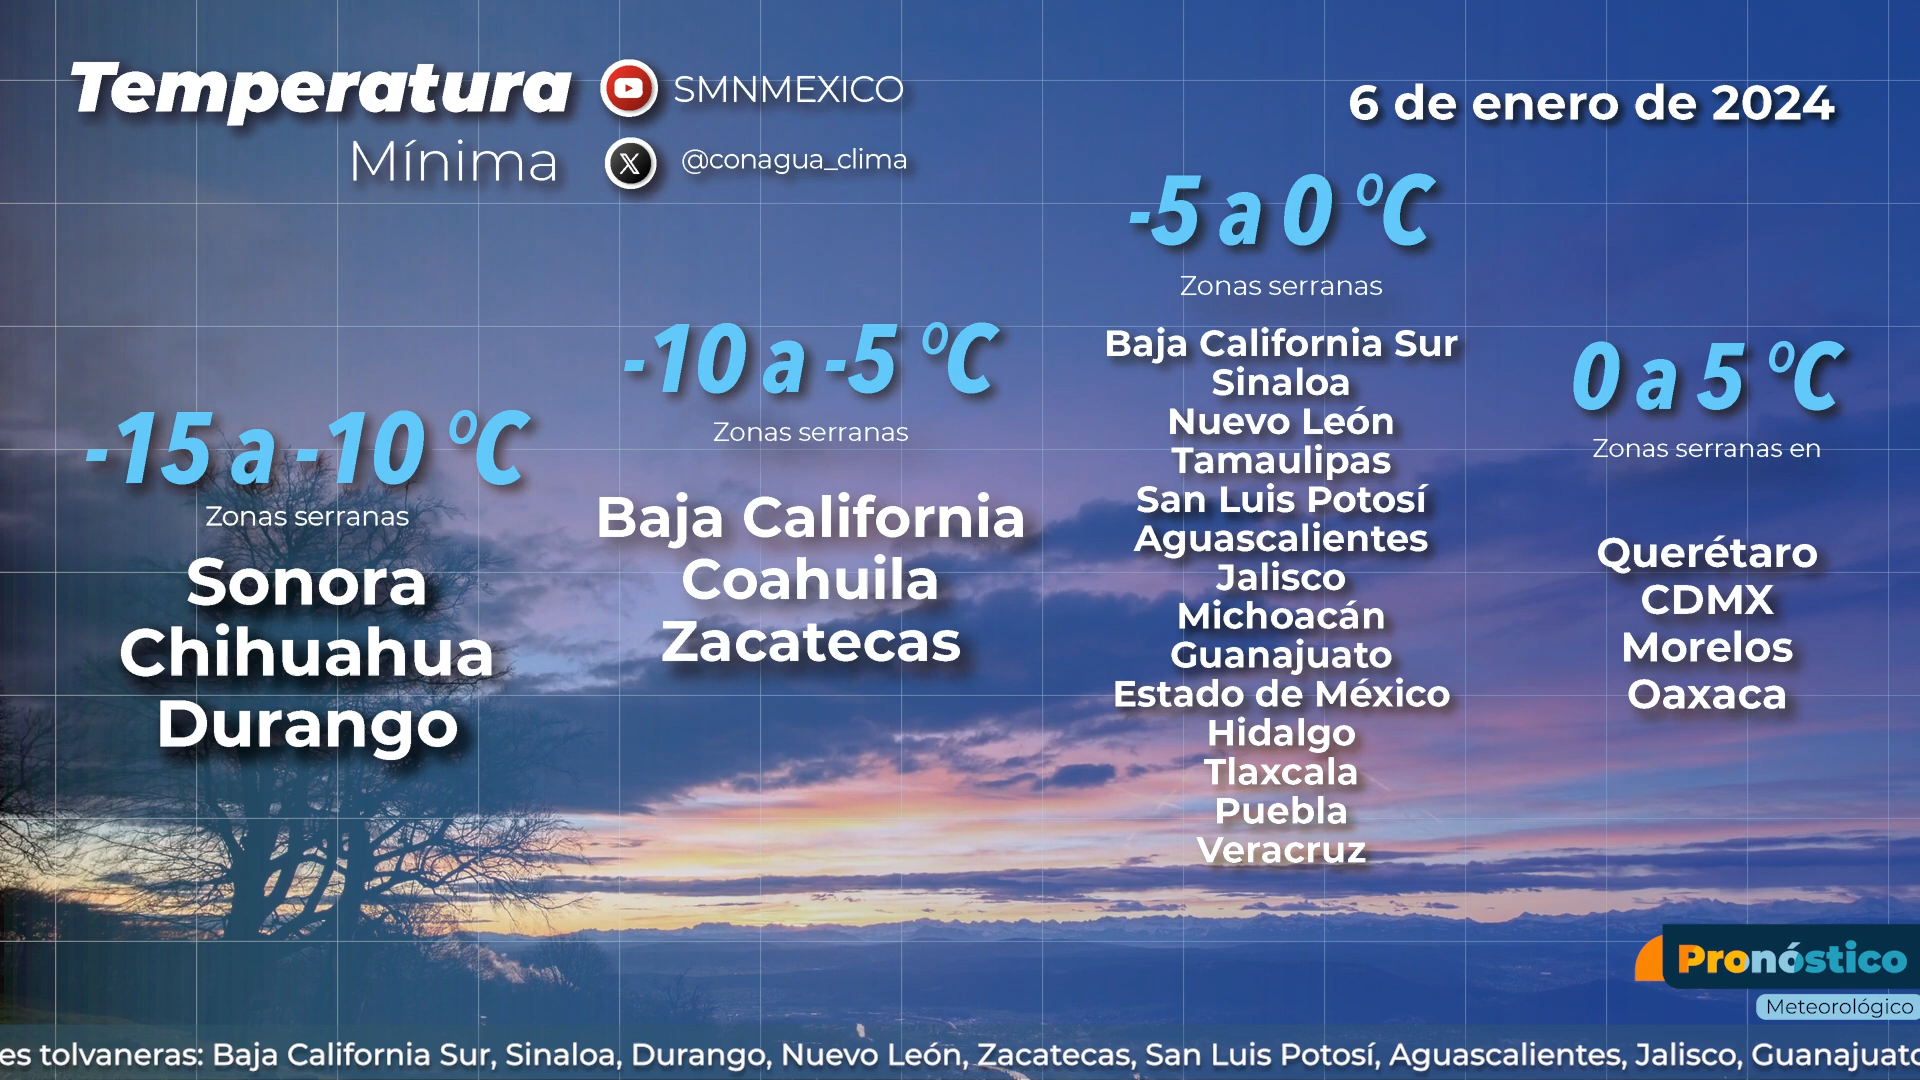 Temperatura
Mínima
SMNMEXICO
@conagua_clima
6 de enero de 2024
-15 a -10 °C
Zonas serranas
Sonora
Chihuahua
Durango
-10 a -5 °C
Zonas serranas
Baja California
Coahuila
Zacatecas
-5 a 0 °C
Zonas serranas
Baja California Sur
Sinaloa
Nuevo León
Tamaulipas
San Luis Potosí
Aguascalientes
Jalisco
Michoacán
Guanajuato
Estado de México
Hidalgo
Tlaxcala
Puebla
Veracruz
0 a 5 °C
Zonas serranas en
Querétaro
CDMX
Morelos
Oaxaca
Pronóstico
Meteorológico
es tolvaneras: Baja California Sur, Sinaloa, Durango, Nuevo León, Zacatecas, San Luis Potosí, Aguascalientes, Jalisco, Guanajuato